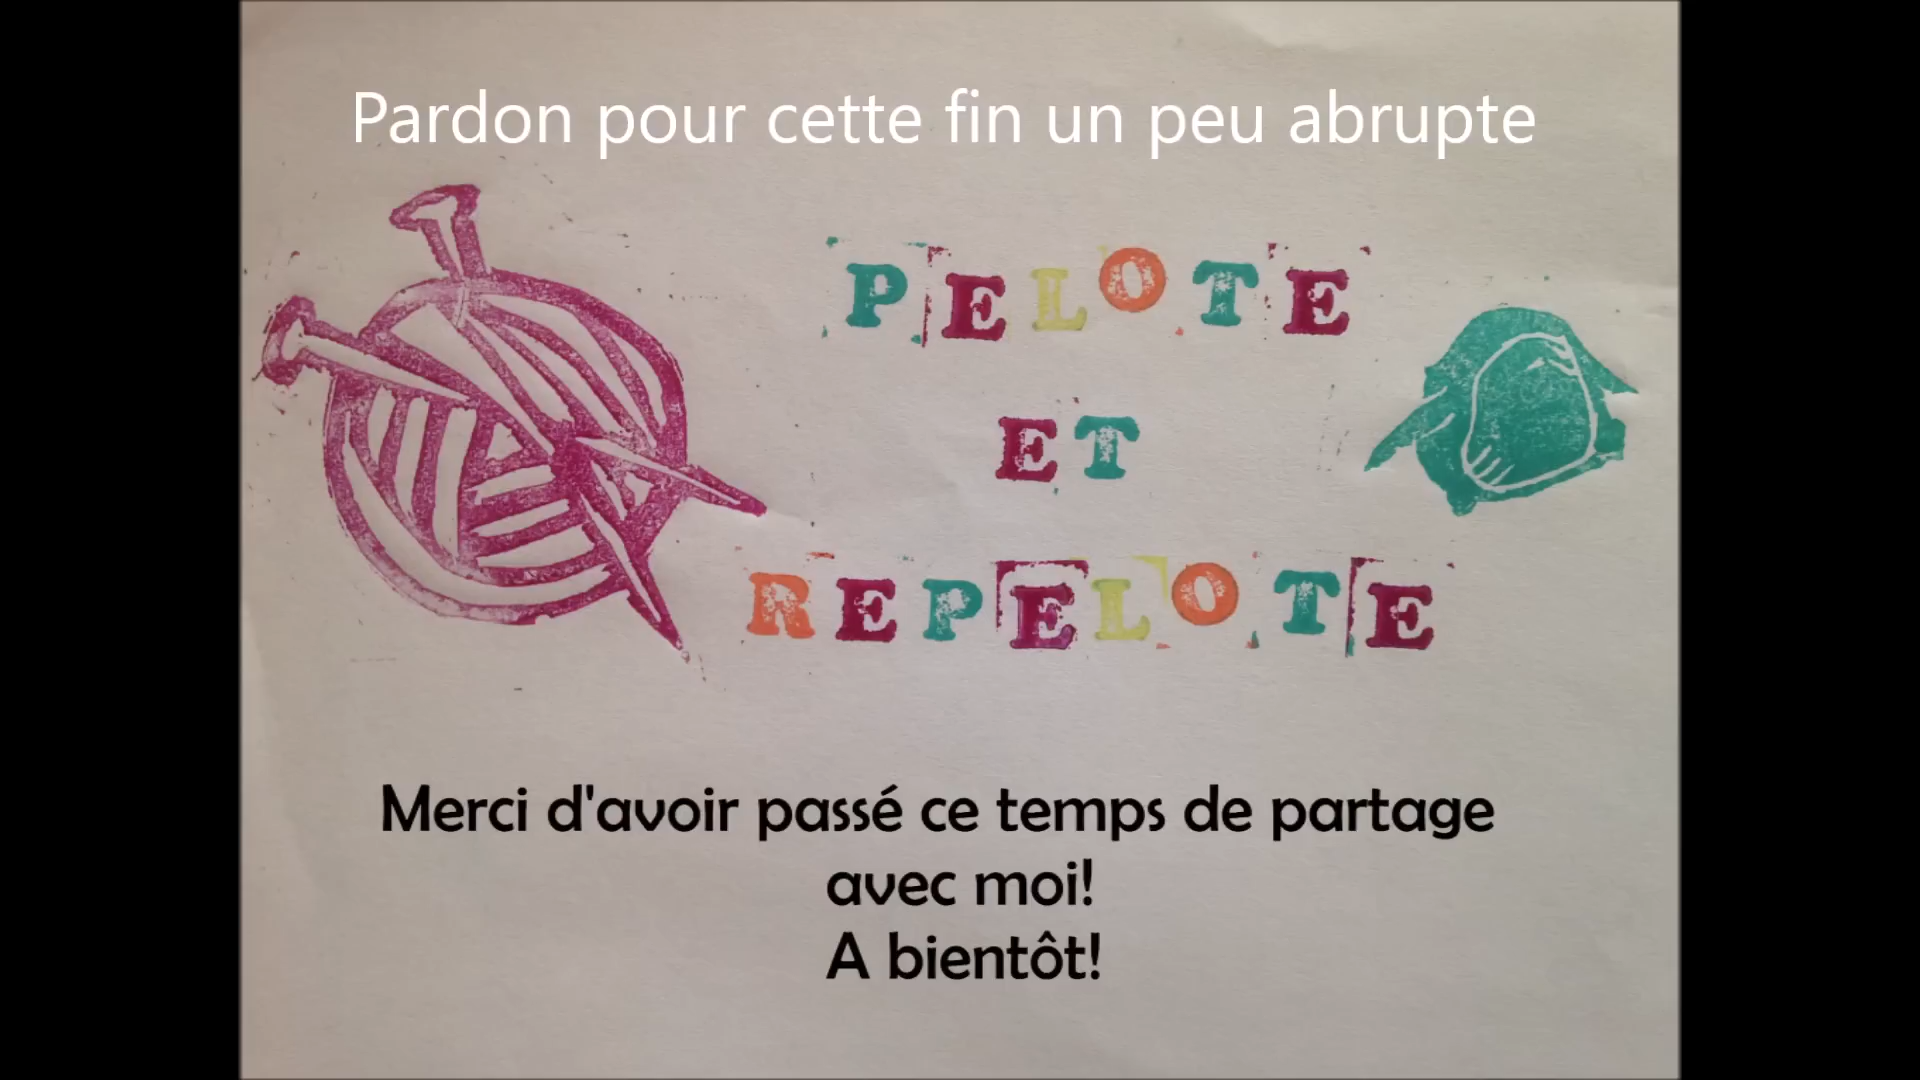 Pardon pour cette fin un peu abrupte
PELOTE
ET
REPELOTE
Merci d'avoir passé ce temps de partage
avec moi!
A bientôt!